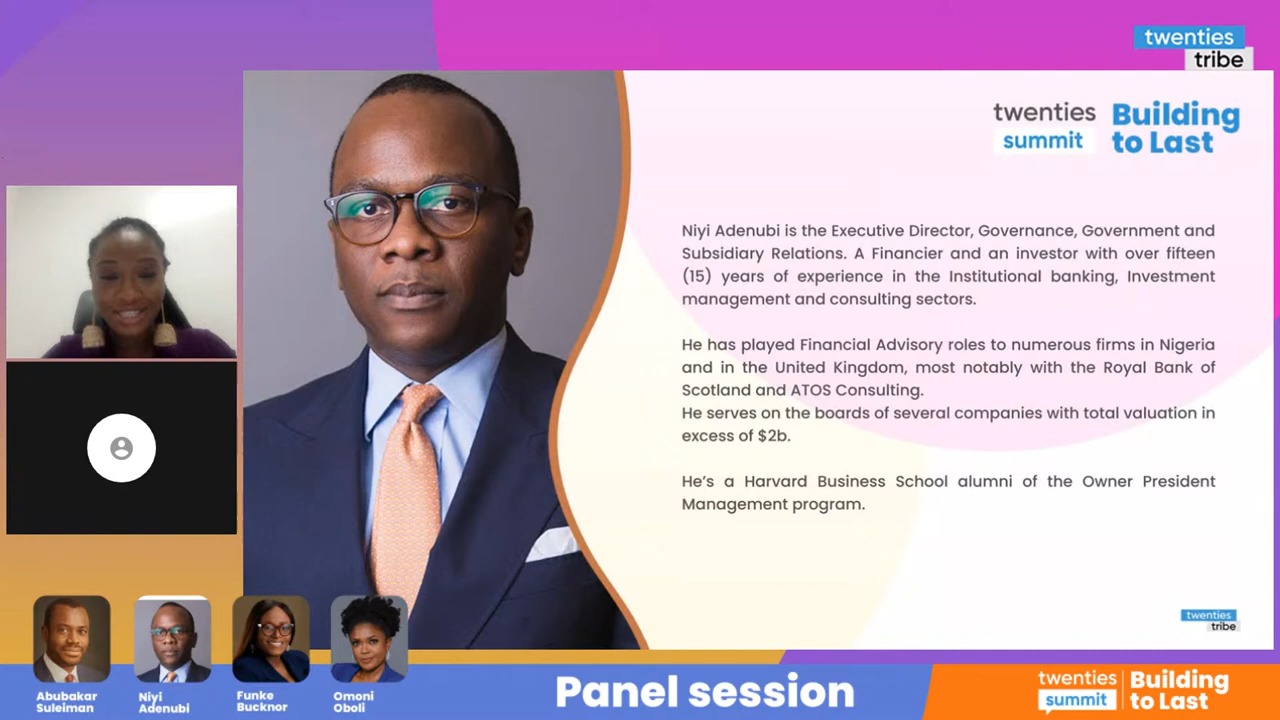 twenties
tribe
twenties
summit
Building
to Last
Niyi Adenubi is the Executive Director, Governance, Government and
Subsidiary Relations. A Financier and an investor with over fifteen
(15) years of experience in the Institutional banking, Investment
management and consulting sectors.
He has played Financial Advisory roles to numerous firms in Nigeria
and in the United Kingdom, most notably with the Royal Bank of
Scotland and ATOS Consulting.
He serves on the boards of several companies with total valuation in
excess of $2b.
He's a Harvard Business School alumni of the Owner President
Management program.
twenties
tribe
Abubakar
Suleiman
Niyi
Adenubi
Funke
Bucknor
Omoni
Oboli
Panel session
twenties
summit
Building
to Last